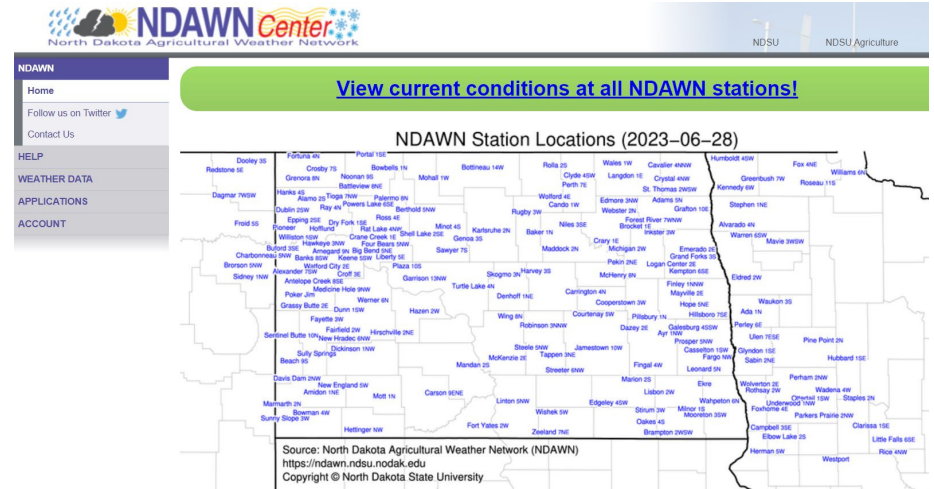 NDAWN Center
North Dakota Agricultural Weather Network
NDSU NDSU Agriculture
NDAWN
Home
Follow us on Twitter
Contact Us
HELP
WEATHER DATA
APPLICATIONS
ACCOUNT
View current conditions at all NDAWN stations!
NDAWN Station Locations (2023-06-28)
Dooley 3S
Fortuna 4N
Portal 1SE
Redstone 5E
Crosby 7S
Bowbells 1N
Bottineau 14W
Rolla 2S
Wales 1W
Cavalier 4NNW
Humboldt 4SW
Fox 4NE
Grenora 8N
Noonan 9S
Mohall 1W
Clyde 4SW
Langdon 1E
Crystal 4NW
Greenbush 7W
Williams 6N
Battleview 8NE
Perth 7E
St. Thomas 2WSW
Kennedy 6W
Roseau 11S
Dagmar 7WSW
Hanks 4S
Alamo 2S
Tioga 7NW
Palermo 8N
Wolford 4E
Edmore 3NW
Adams 5N
Stephen 1NE
Dublin 2SW
Ray 4N
Powers Lake 6SE
Berthold 5NW
Rugby 3W
Cando 1W
Webster 2N
Grafton 10E
Froid 5S
Epping 2SE
Dry Fork 1SE
Ross 4E
Minot 4S
Niles 3SE
Forest River 7WNW
Alvarado 4N
Pioneer
Hofflund
Rat Lake 4NW
Karlsruhe 2N
Baker 1N
Brocket 1E
Williston 1SW
Crane Creek 1E
Shell Lake 2SE
Genoa 3S
Inkster 3W
Warren 6SW
Hawkeye 3NW
Four Bears 5NW
Crary 1E
Mavie 3WSW
Buford 3SE
Arnegard 9N
Big Bend 5NE
Sawyer 7S
Maddock 2N
Michigan 2W
Emerado 2E
Charbonneau 5NW
Banks 8SW
Keene 5SW
Liberty 5E
Grand Forks 3S
Brorson 5NW
Watford City 2E
Plaza 10S
Pekin 2NE
Logan Center 2E
Alexander 7SW
Croff 3E
Skogmo 3N
Harvey 3S
Kempton 6SE
Sidney 1NW
Antelope Creek 8SE
Garrison 13NW
McHenry 8N
Eldred 2W
Medicine Hole 9NW
Turtle Lake 4N
Carrington 4N
Finley 1NNW
Poker Jim
Werner 6N
Denhoff 1NE
Mayville 2E
Waukon 3S
Grassy Butte 2E
Dunn 1SW
Hazen 2W
Cooperstown 3W
Hope 5NE
Fayette 3W
Wing 8N
Courtenay 5W
Pillsbury 1N
Hillsboro 7SE
Ada 1N
Fairfield 2W
Hirschville 2NE
Robinson 3NNW
Dazey 2E
Galesburg 4SSW
Perley 6E
Sentinel Butte 10N
New Hradec 6NW
Ayr 1NW
Ulen 7ESE
Pine Point 2N
Dickinson 1NW
Steele 5NW
Jamestown 10W
Prosper 5NW
Sully Springs
Tappen 3NE
Casselton 1SW
Glyndon 1SE
Beach 9S
McKenzie 2E
Fargo NW
Sabin 2NE
Hubbard 1SE
Mandan 2S
Streeter 6NW
Fingal 4W
Leonard 5N
Davis Dam 2NW
Marion 2S
Perham 2NW
New England 5W
Ekre
Wolverton 2E
Amidon 1NE
Mott 1N
Carson 9ENE
Lisbon 2W
Rothsay 2W
Wadena 4W
Linton 5NW
Edgeley 4SW
Wahpeton 6N
Ottertail 1SW
Staples 2N
Marmarth 2N
Milnor 1S
Underwood 1NW
Bowman 4W
Wishek 5W
Stirum 3W
Mooreton 3SW
Foxhome 4E
Parkers Prairie 2NW
Sunny Slope 3W
Oakes 4S
Hettinger NW
Fort Yates 2W
Zeeland 7NE
Brampton 2WSW
Campbell 3SE
Clarissa 1SE
Elbow Lake 2S
Little Falls 6SE
Herman 5W
Rice 4NW
Westport
Source: North Dakota Agricultural Weather Network (NDAWN)
https://ndawn.ndsu.nodak.edu
Copyright © North Dakota State University